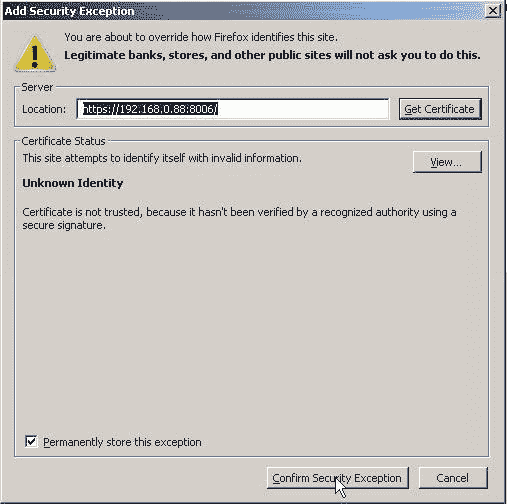 Add Security Exception
You are about to override how Firefox identifies this site.
Legitimate banks, stores, and other public sites will not ask you to do this.
Server
Location:
https://192.168.0.88:8006/
Get Certificate
Certificate Status
This site attempts to identify itself with invalid information.
View...
Unknown Identity
Certificate is not trusted, because it hasn't been verified by a recognized authority using a
secure signature.
Permanently store this exception
Confirm Security Exception
Cancel